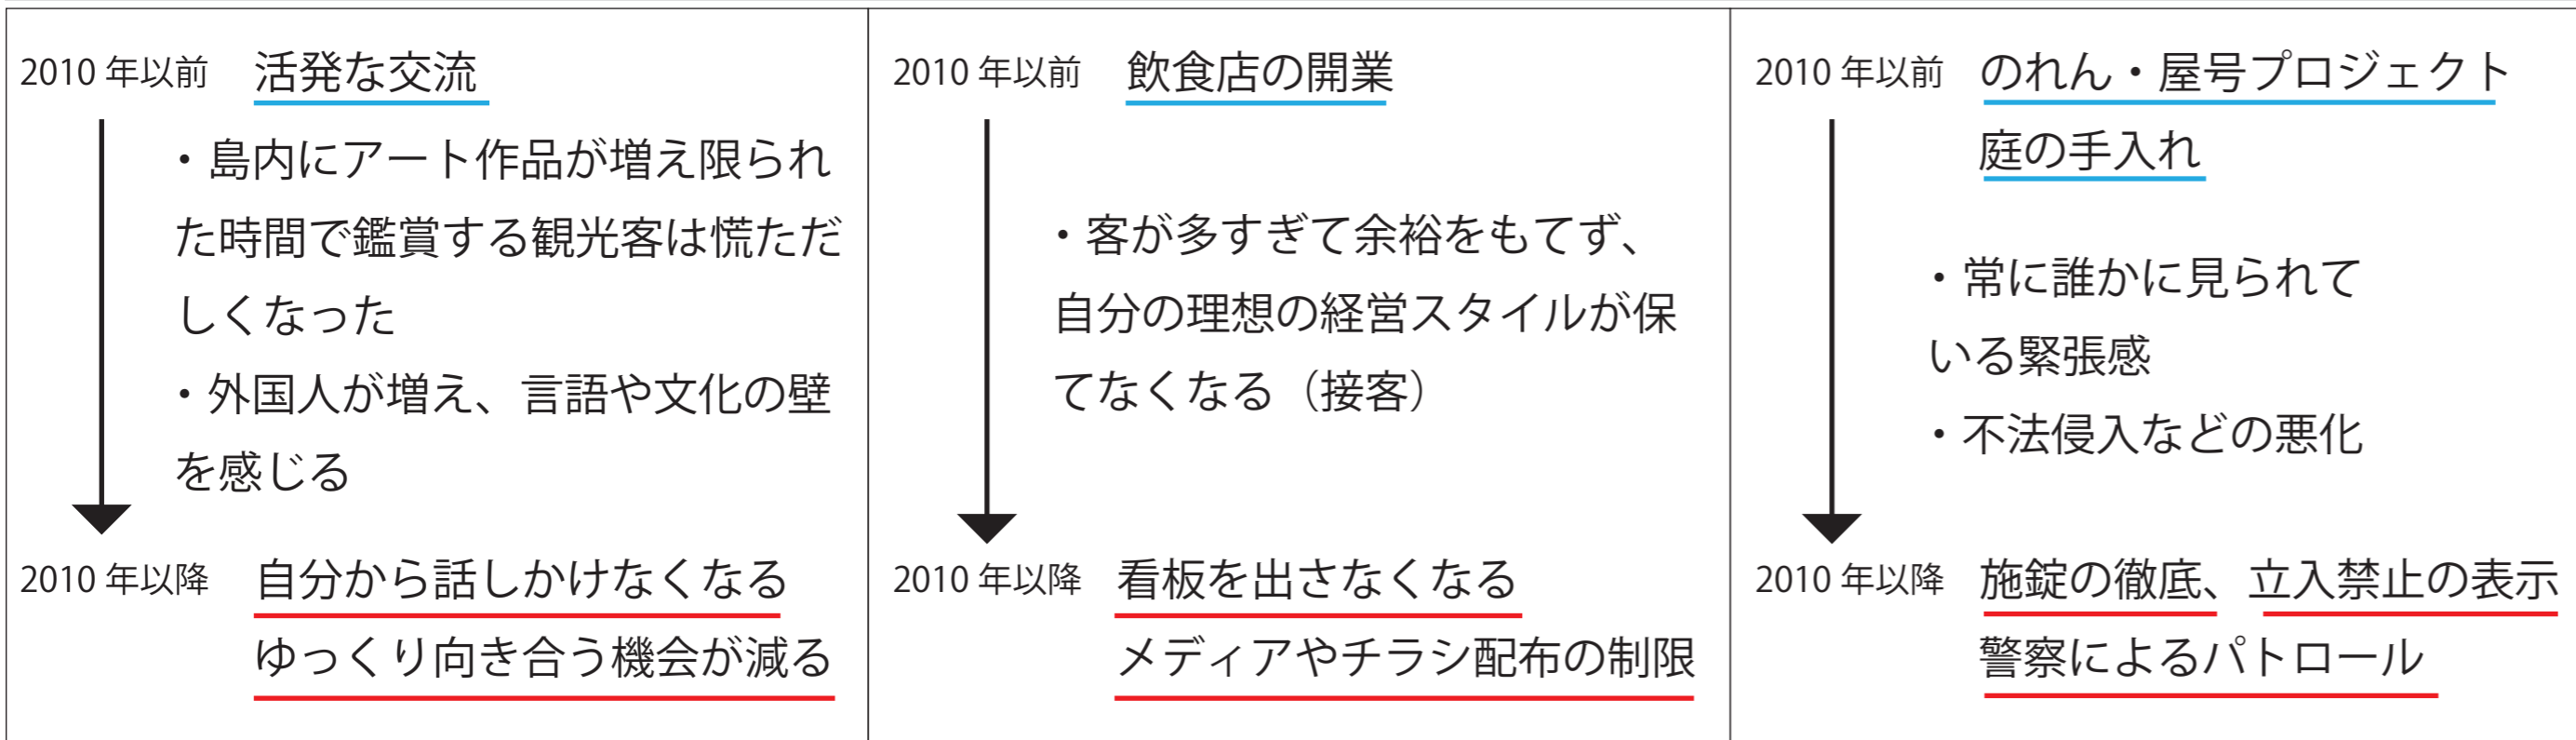 2010 年以前 活発な交流
・島内にアート作品が増え限られ
た時間で鑑賞する観光客は慌ただ
しくなった
・外国人が増え、言語や文化の壁
を感じる
2010 年以降 自分から話しかけなくなる
ゆっくり向き合う機会が減る
2010 年以前 飲食店の開業
・客が多すぎて余裕をもてず、
自分の理想の経営スタイルが保
てなくなる（接客）
2010 年以降 看板を出さなくなる
メディアやチラシ配布の制限
2010 年以前 のれん・屋号プロジェクト
庭の手入れ
・常に誰かに見られて
いる緊張感
・不法侵入などの悪化
2010 年以降 施錠の徹底、立入禁止の表示
警察によるパトロール